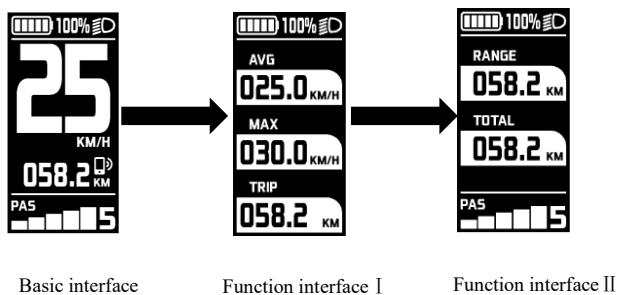 100%
25
KM/H
058.2 KM
PAS
5
Basic interface
100%
AVG
025.0 KM/H
MAX
030.0 KM/H
TRIP
058.2 KM
Function interface Ⅰ
100%
RANGE
058.2 KM
TOTAL
058.2 KM
PAS
5
Function interface Ⅱ